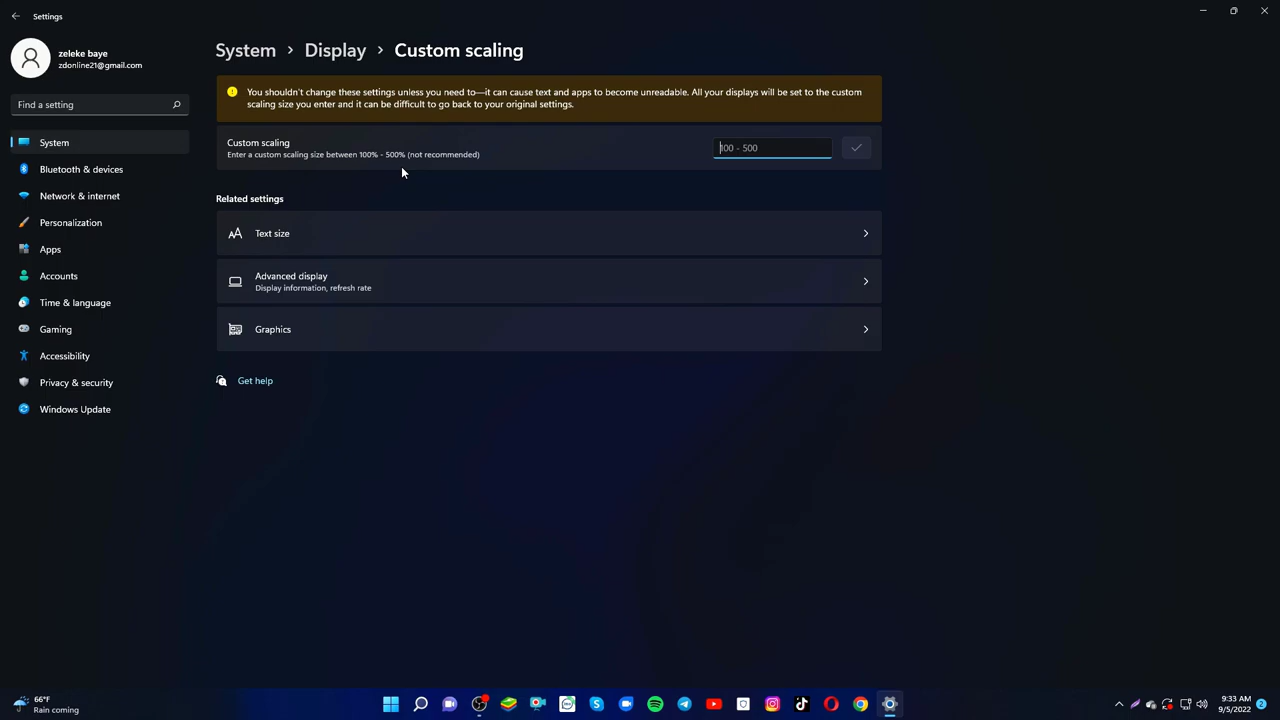 Settings
zeleke baye
zdonline21@gmail.com
Find a setting
System
Bluetooth & devices
Network & internet
Personalization
Apps
Accounts
Time & language
Gaming
Accessibility
Privacy & security
Windows Update
System > Display > Custom scaling
You shouldn't change these settings unless you need to—it can cause text and apps to become unreadable. All your displays will be set to the custom
scaling size you enter and it can be difficult to go back to your original settings.
Custom scaling
Enter a custom scaling size between 100% - 500% (not recommended)
100 - 500
Related settings
Text size
Advanced display
Display information, refresh rate
Graphics
Get help
66°F
Rain coming
9:33 AM
9/5/2022
2